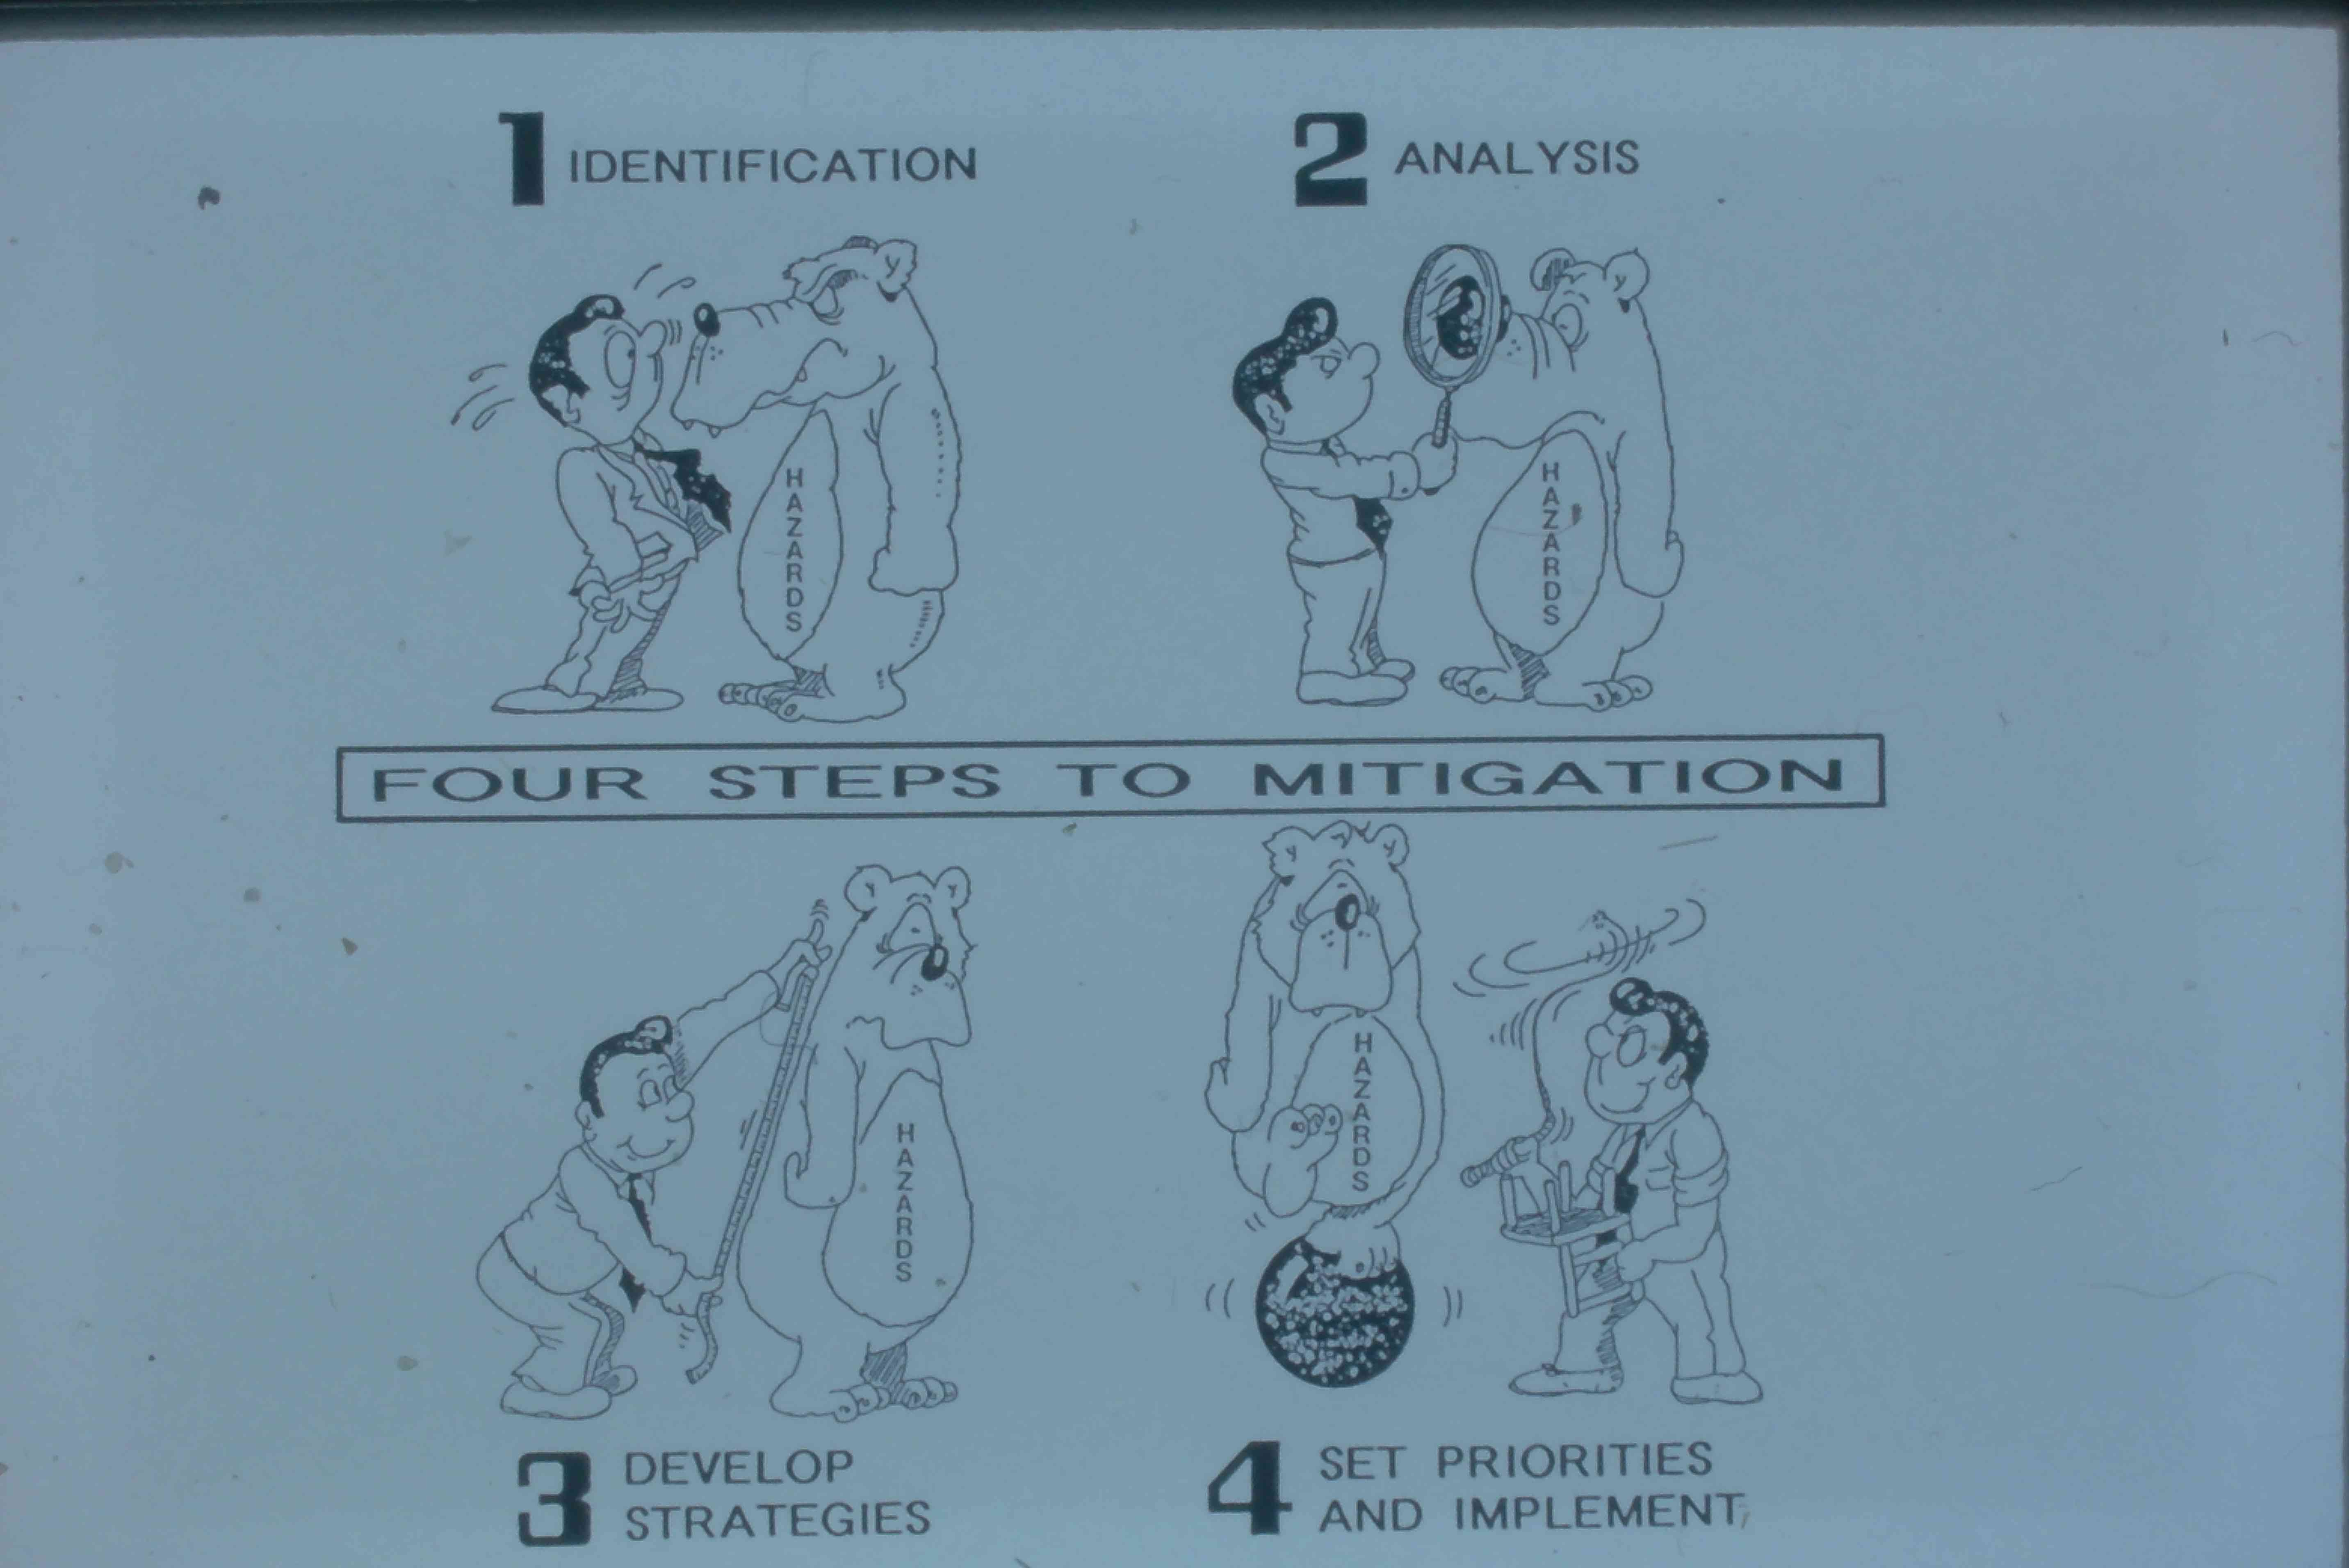 1 IDENTIFICATION
2 ANALYSIS
HAZARDS
HAZARDS
FOUR STEPS TO MITIGATION
HAZARDS
HAZARDS
3 DEVELOP
STRATEGIES
4 SET PRIORITIES
AND IMPLEMENT